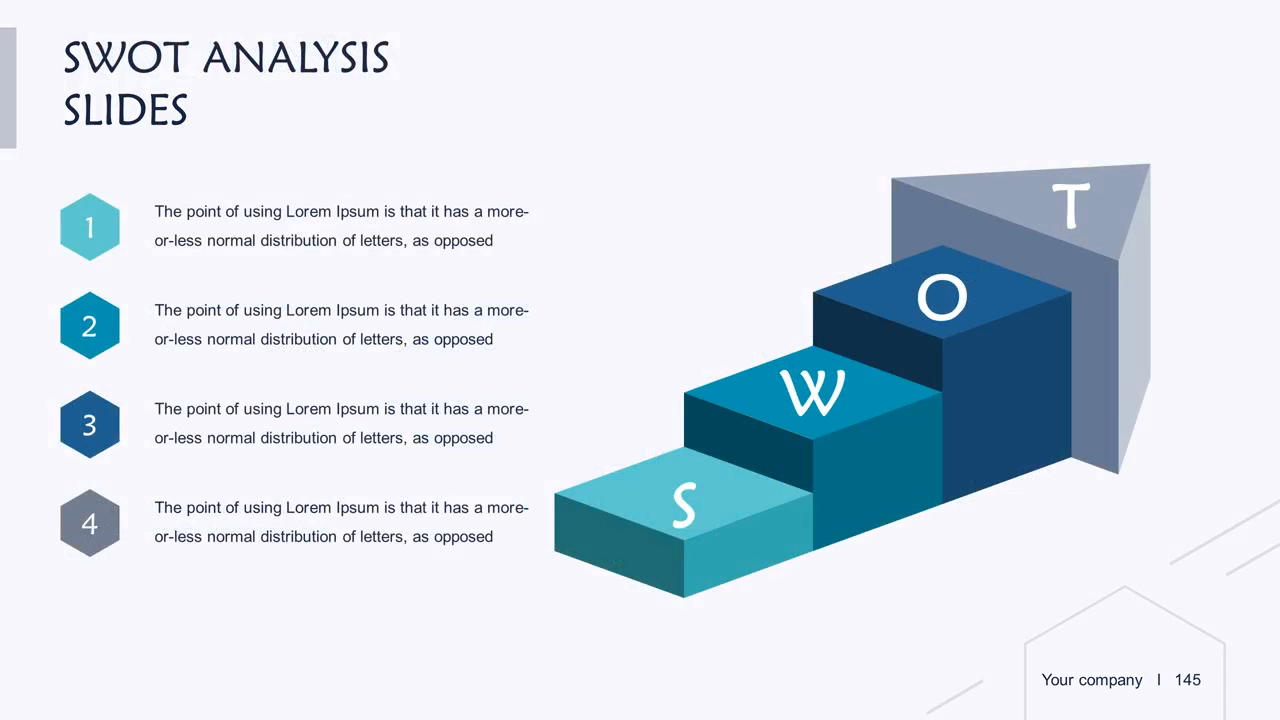 SWOT ANALYSIS
SLIDES
1
The point of using Lorem Ipsum is that it has a more-
or-less normal distribution of letters, as opposed
2
The point of using Lorem Ipsum is that it has a more-
or-less normal distribution of letters, as opposed
3
The point of using Lorem Ipsum is that it has a more-
or-less normal distribution of letters, as opposed
4
The point of using Lorem Ipsum is that it has a more-
or-less normal distribution of letters, as opposed
S
W
O
T
Your company I 145